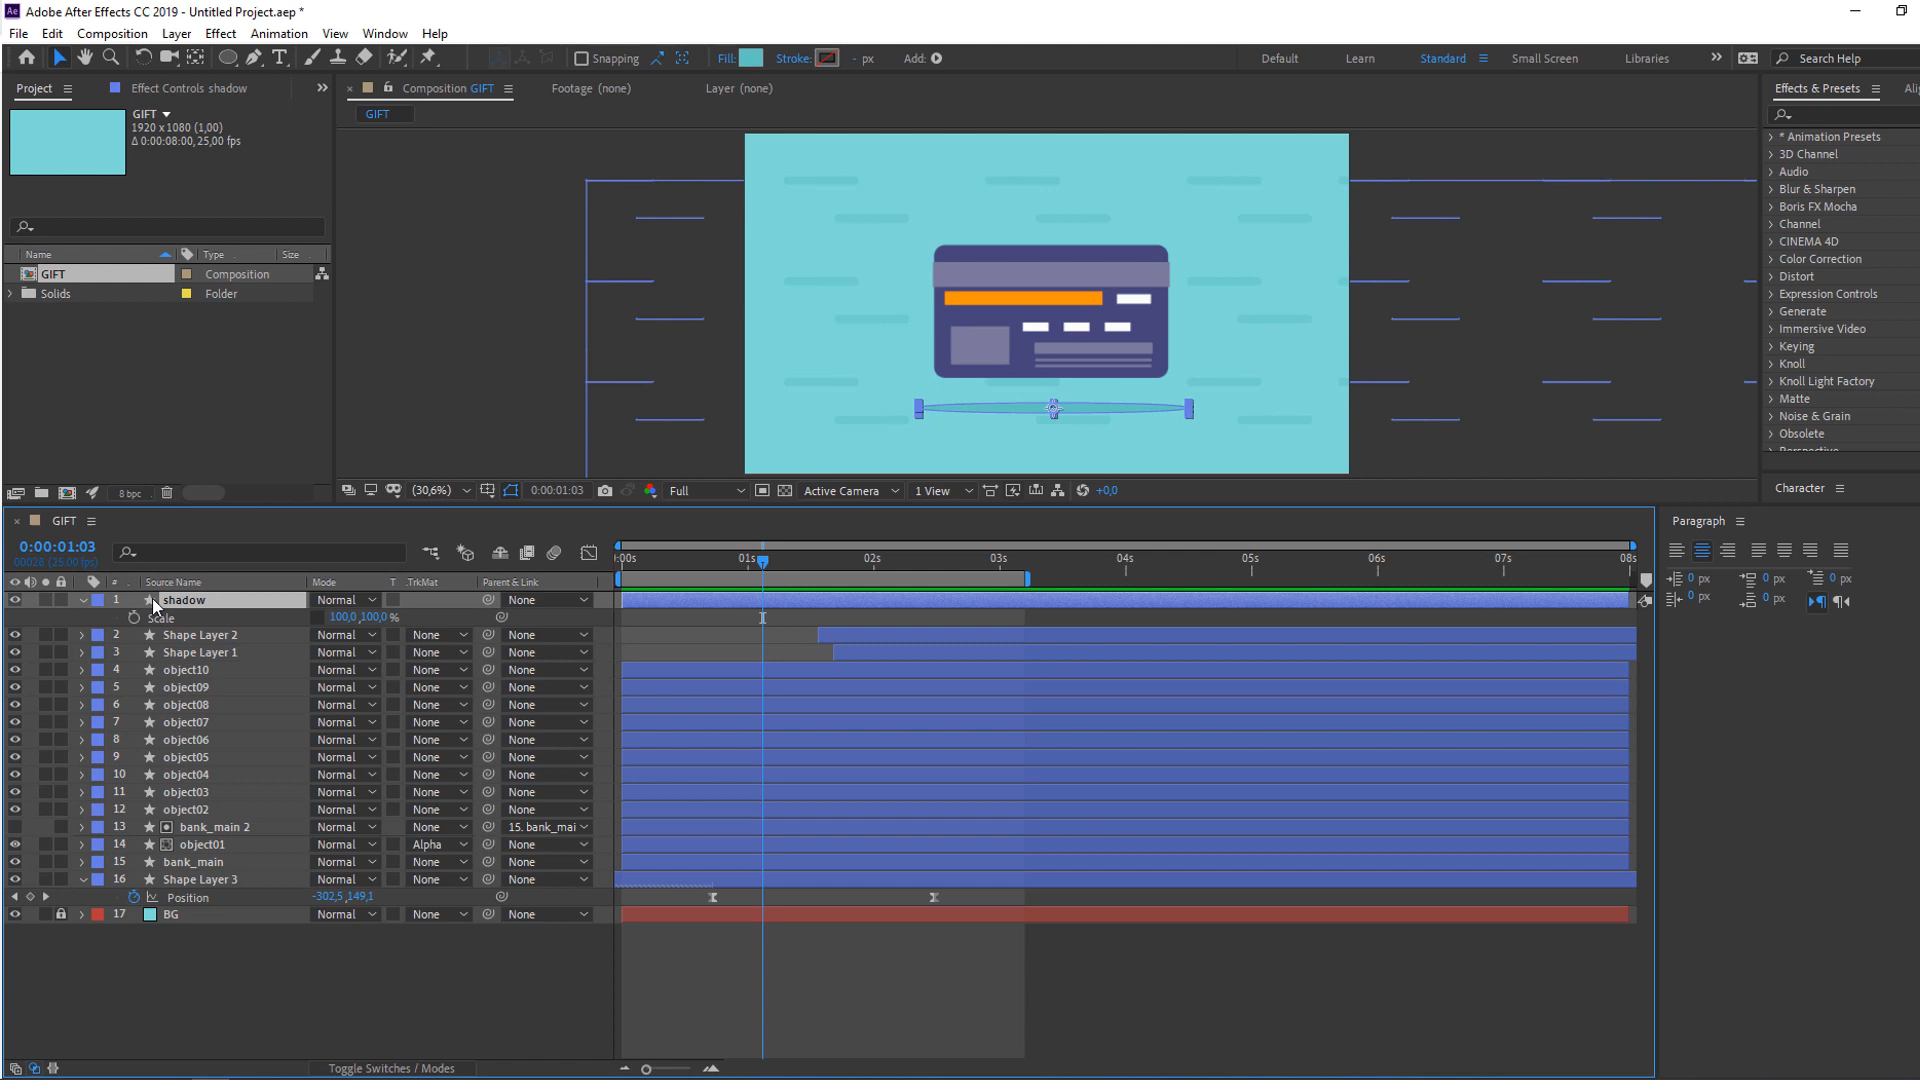 Adobe After Effects CC 2019 - Untitled Project.aep *
File Edit Composition Layer Effect Animation View Window Help
Snapping Fill: Stroke: - px Add: Default Learn Standard Small Screen Libraries Search Help
Project Effect Controls shadow Composition GIFT Footage (none) Layer (none) Effects & Presets
GIFT
1920 x 1080 (1,00)
Δ 0:00:08:00, 25,00 fps
GIFT
* Animation Presets
3D Channel
Audio
Blur & Sharpen
Boris FX Mocha
Channel
CINEMA 4D
Color Correction
Distort
Expression Controls
Generate
Immersive Video
Keying
Knoll
Knoll Light Factory
Matte
Noise & Grain
Obsolete
Perspective
Name Type Size
GIFT Composition
Solids Folder
8 bpc (30,6%) 0:00:01:03 Full Active Camera 1 View +0,0
Character
GIFT
Paragraph
0:00:01:03
00028 (25.00 fps)
:00s 01s 02s 03s 04s 05s 06s 07s 08s
0 px 0 px 0 px
0 px 0 px
# Source Name Mode T .TrkMat Parent & Link
1 shadow Normal None
Scale 100,0,100,0 %
2 Shape Layer 2 Normal None None
3 Shape Layer 1 Normal None None
4 object10 Normal None None
5 object09 Normal None None
6 object08 Normal None None
7 object07 Normal None None
8 object06 Normal None None
9 object05 Normal None None
10 object04 Normal None None
11 object03 Normal None None
12 object02 Normal None None
13 bank_main 2 Normal None 15. bank_mai
14 object01 Normal Alpha None
15 bank_main Normal None None
16 Shape Layer 3 Normal None None
Position -302,5,149,1
17 BG Normal None None
Toggle Switches / Modes